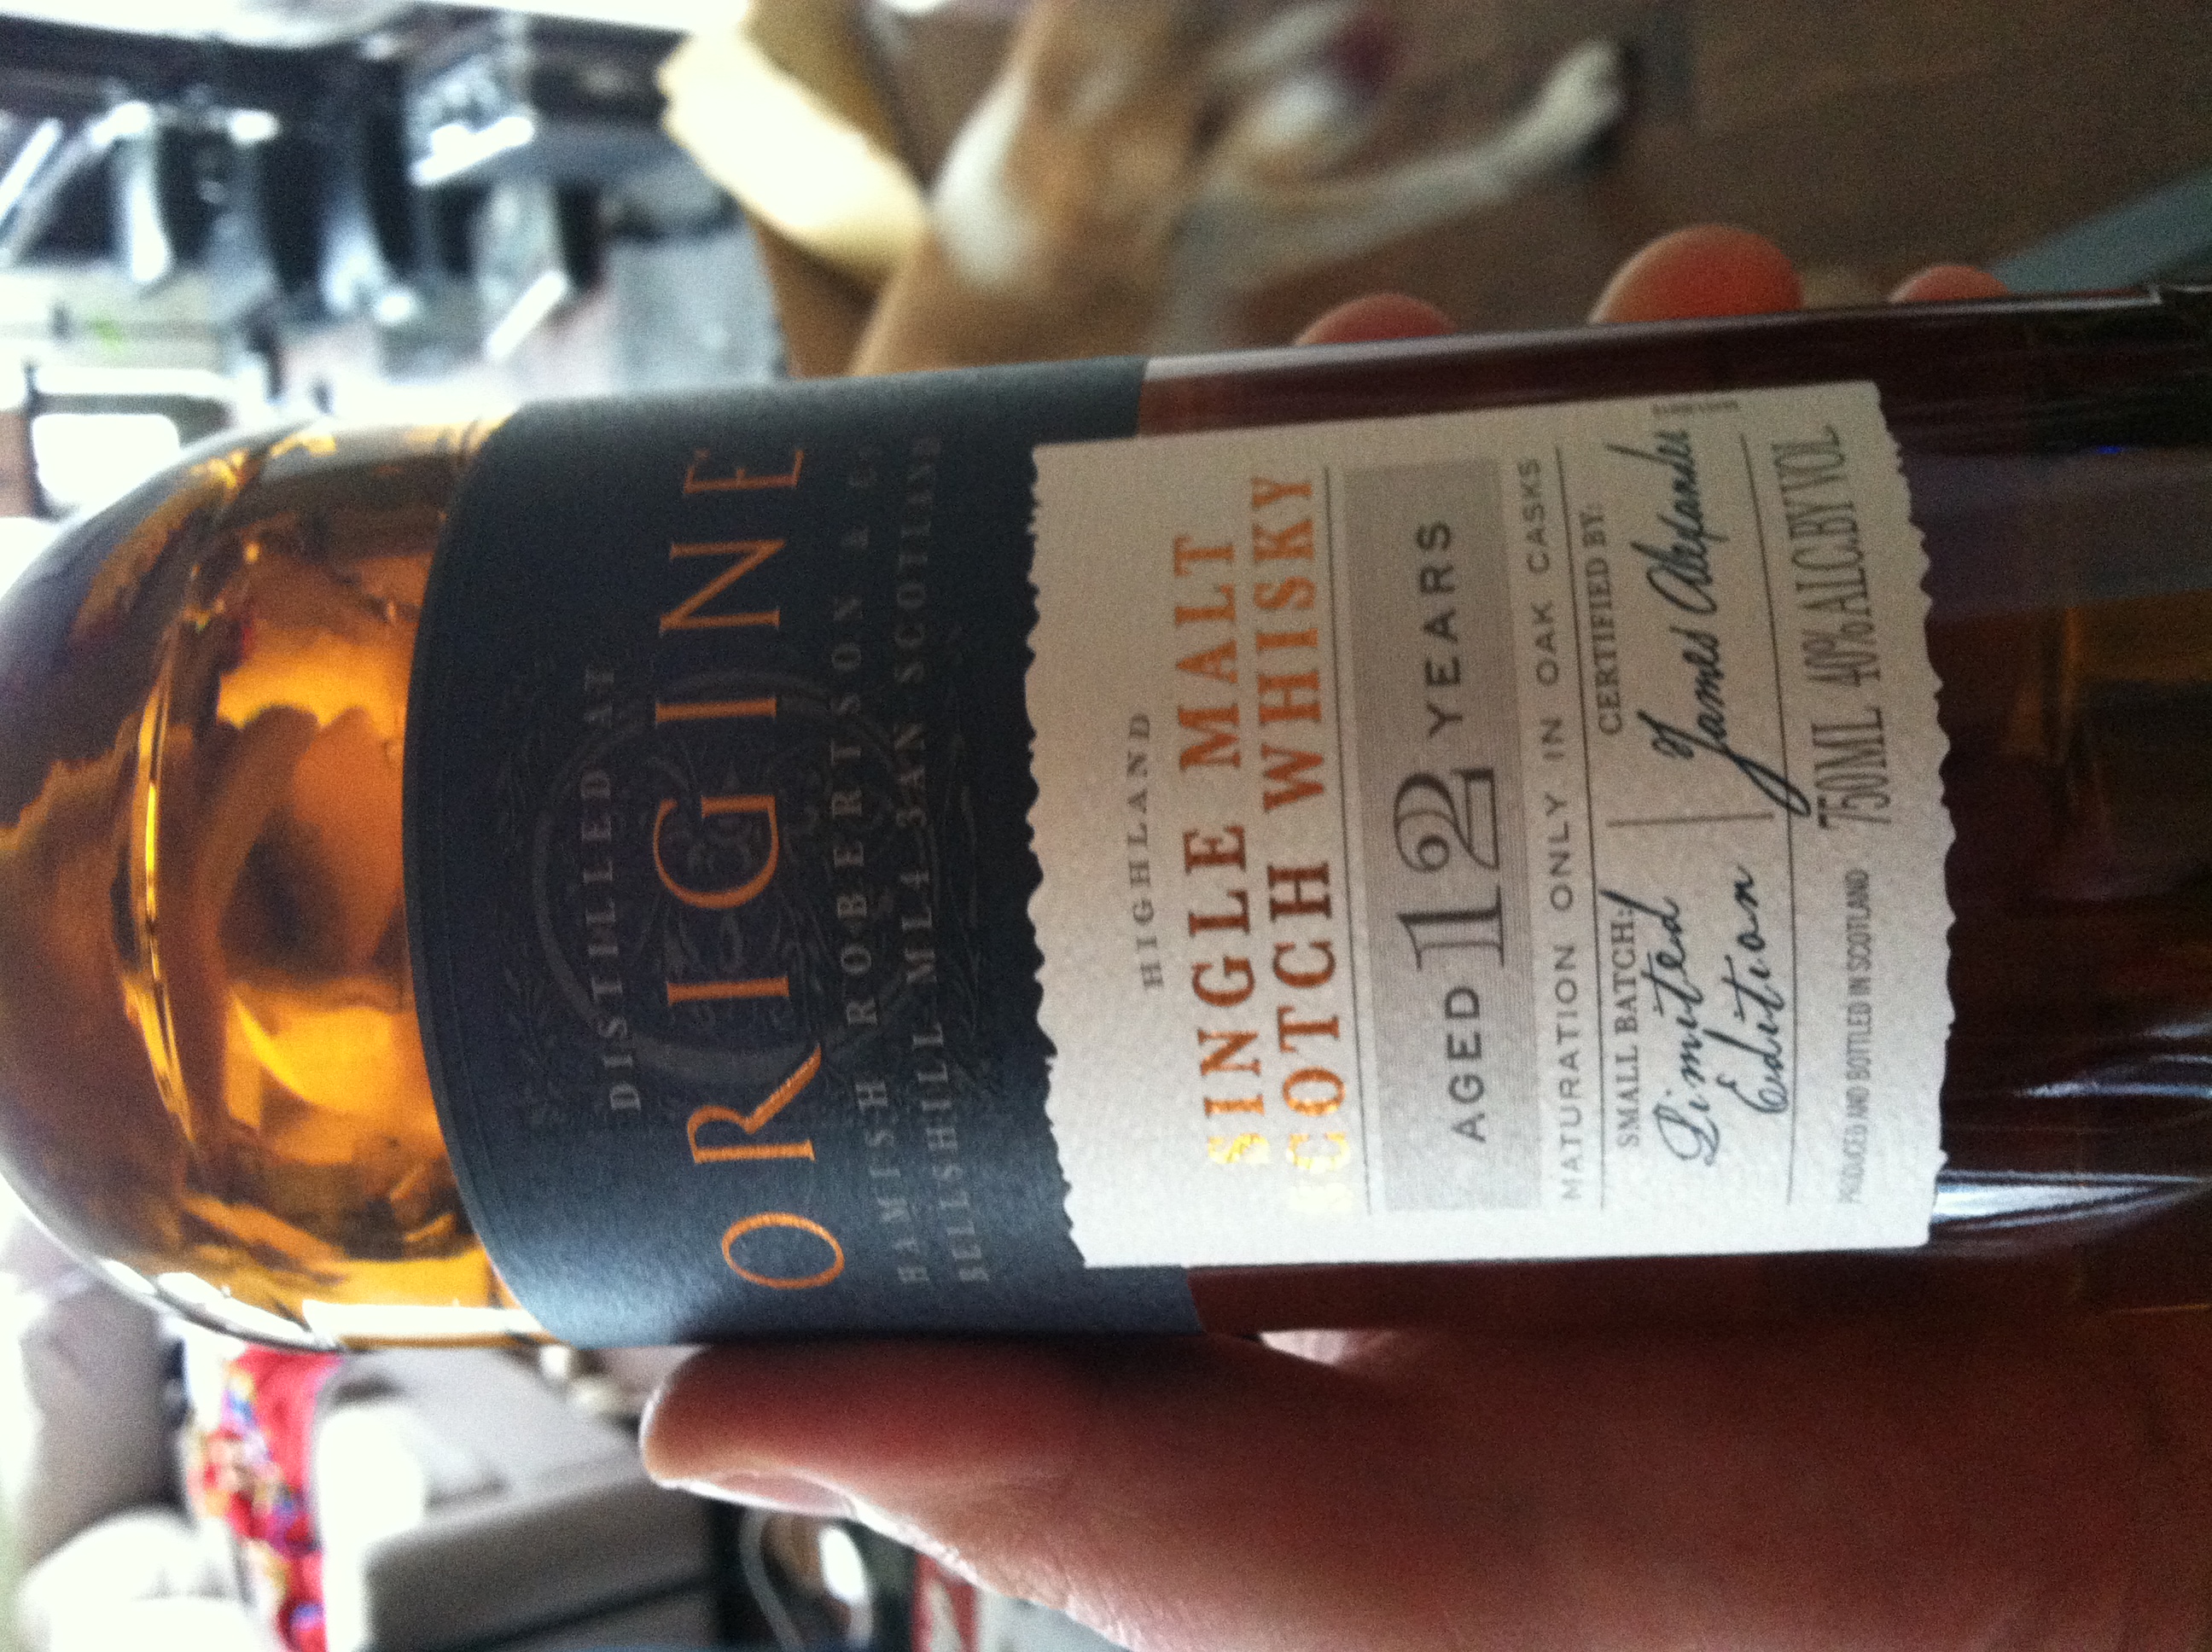 DISTILLED AT
ORIGINE
HAMISH ROBERTSON & Co
BELLSHILL ML4 3AN SCOTLAND
HIGHLAND
SINGLE MALT
SCOTCH WHISKY
AGED 12 YEARS
MATURATION ONLY IN OAK CASKS
SMALL BATCH:
Limited
Edition
CERTIFIED BY:
James Alexander
PRODUCED AND BOTTLED IN SCOTLAND
750ML 40% ALC.BY VOL.